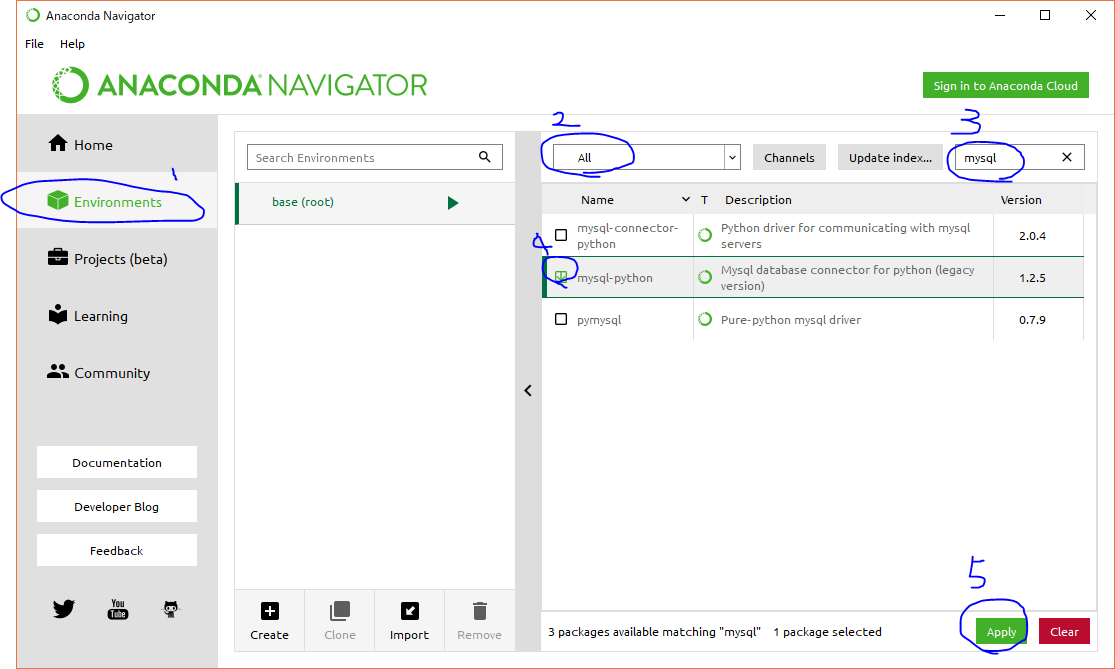 Anaconda Navigator
File Help
ANACONDA NAVIGATOR
Sign in to Anaconda Cloud
Home
1
Environments
Projects (beta)
Learning
Community
Documentation
Developer Blog
Feedback
You
Tube
Search Environments
base (root)
Create Clone Import Remove
2
3
All Channels Update index... mysql
Name T Description Version
mysql-connector-
python
Python driver for communicating with mysql
servers
2.0.4
4
mysql-python
Mysql database connector for python (legacy
version)
1.2.5
pymysql Pure-python mysql driver 0.7.9
5
3 packages available matching "mysql" 1 package selected Apply Clear